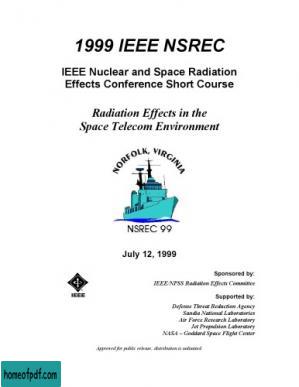 1999 IEEE NSREC
IEEE Nuclear and Space Radiation
Effects Conference Short Course
Radiation Effects in the
Space Telecom Environment
NORFOLK, VIRGINIA
NSREC 99
July 12, 1999
Sponsored by:
IEEE/NPSS Radiation Effects Committee
IEEE
Supported by:
Defense Threat Reduction Agency
Sandia National Laboratories
Air Force Research Laboratory
Jet Propulsion Laboratory
NASA – Goddard Space Flight Center
Approved for public release; distribution is unlimited.
homeofpdf.com